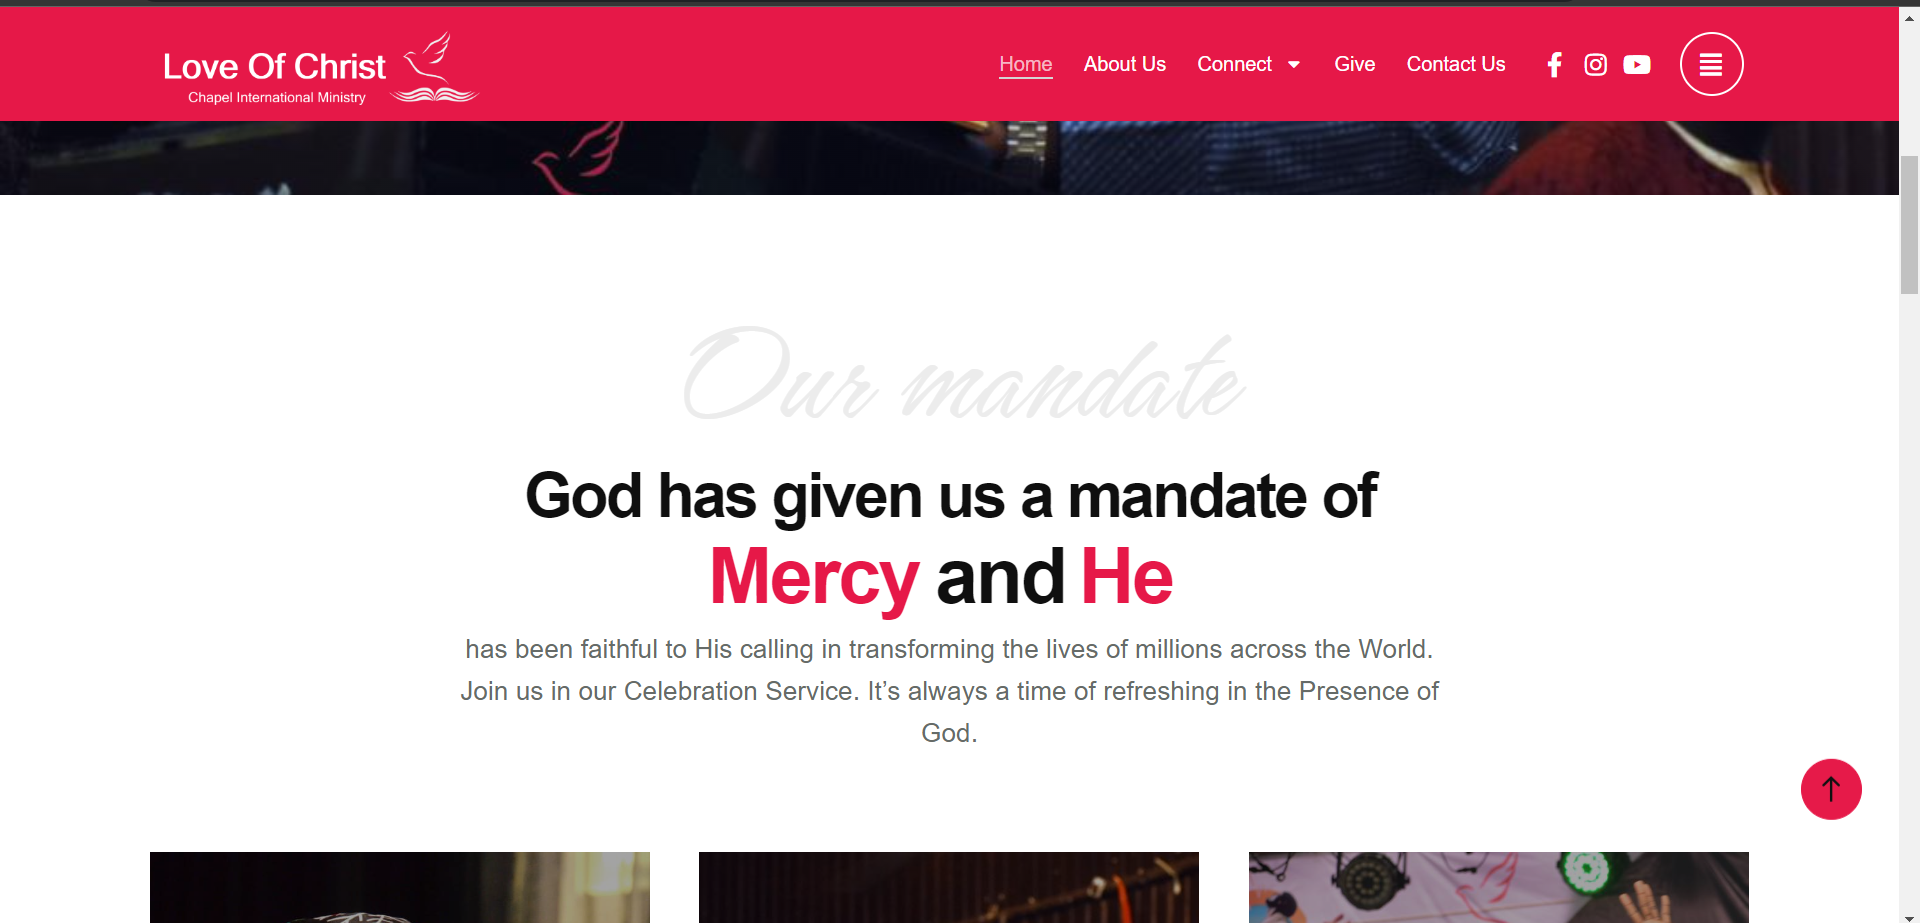 Love Of Christ
Chapel International Ministry
Home About Us Connect Give Contact Us
Our mandate
God has given us a mandate of
Mercy and He
has been faithful to His calling in transforming the lives of millions across the World.
Join us in our Celebration Service. It’s always a time of refreshing in the Presence of
God.